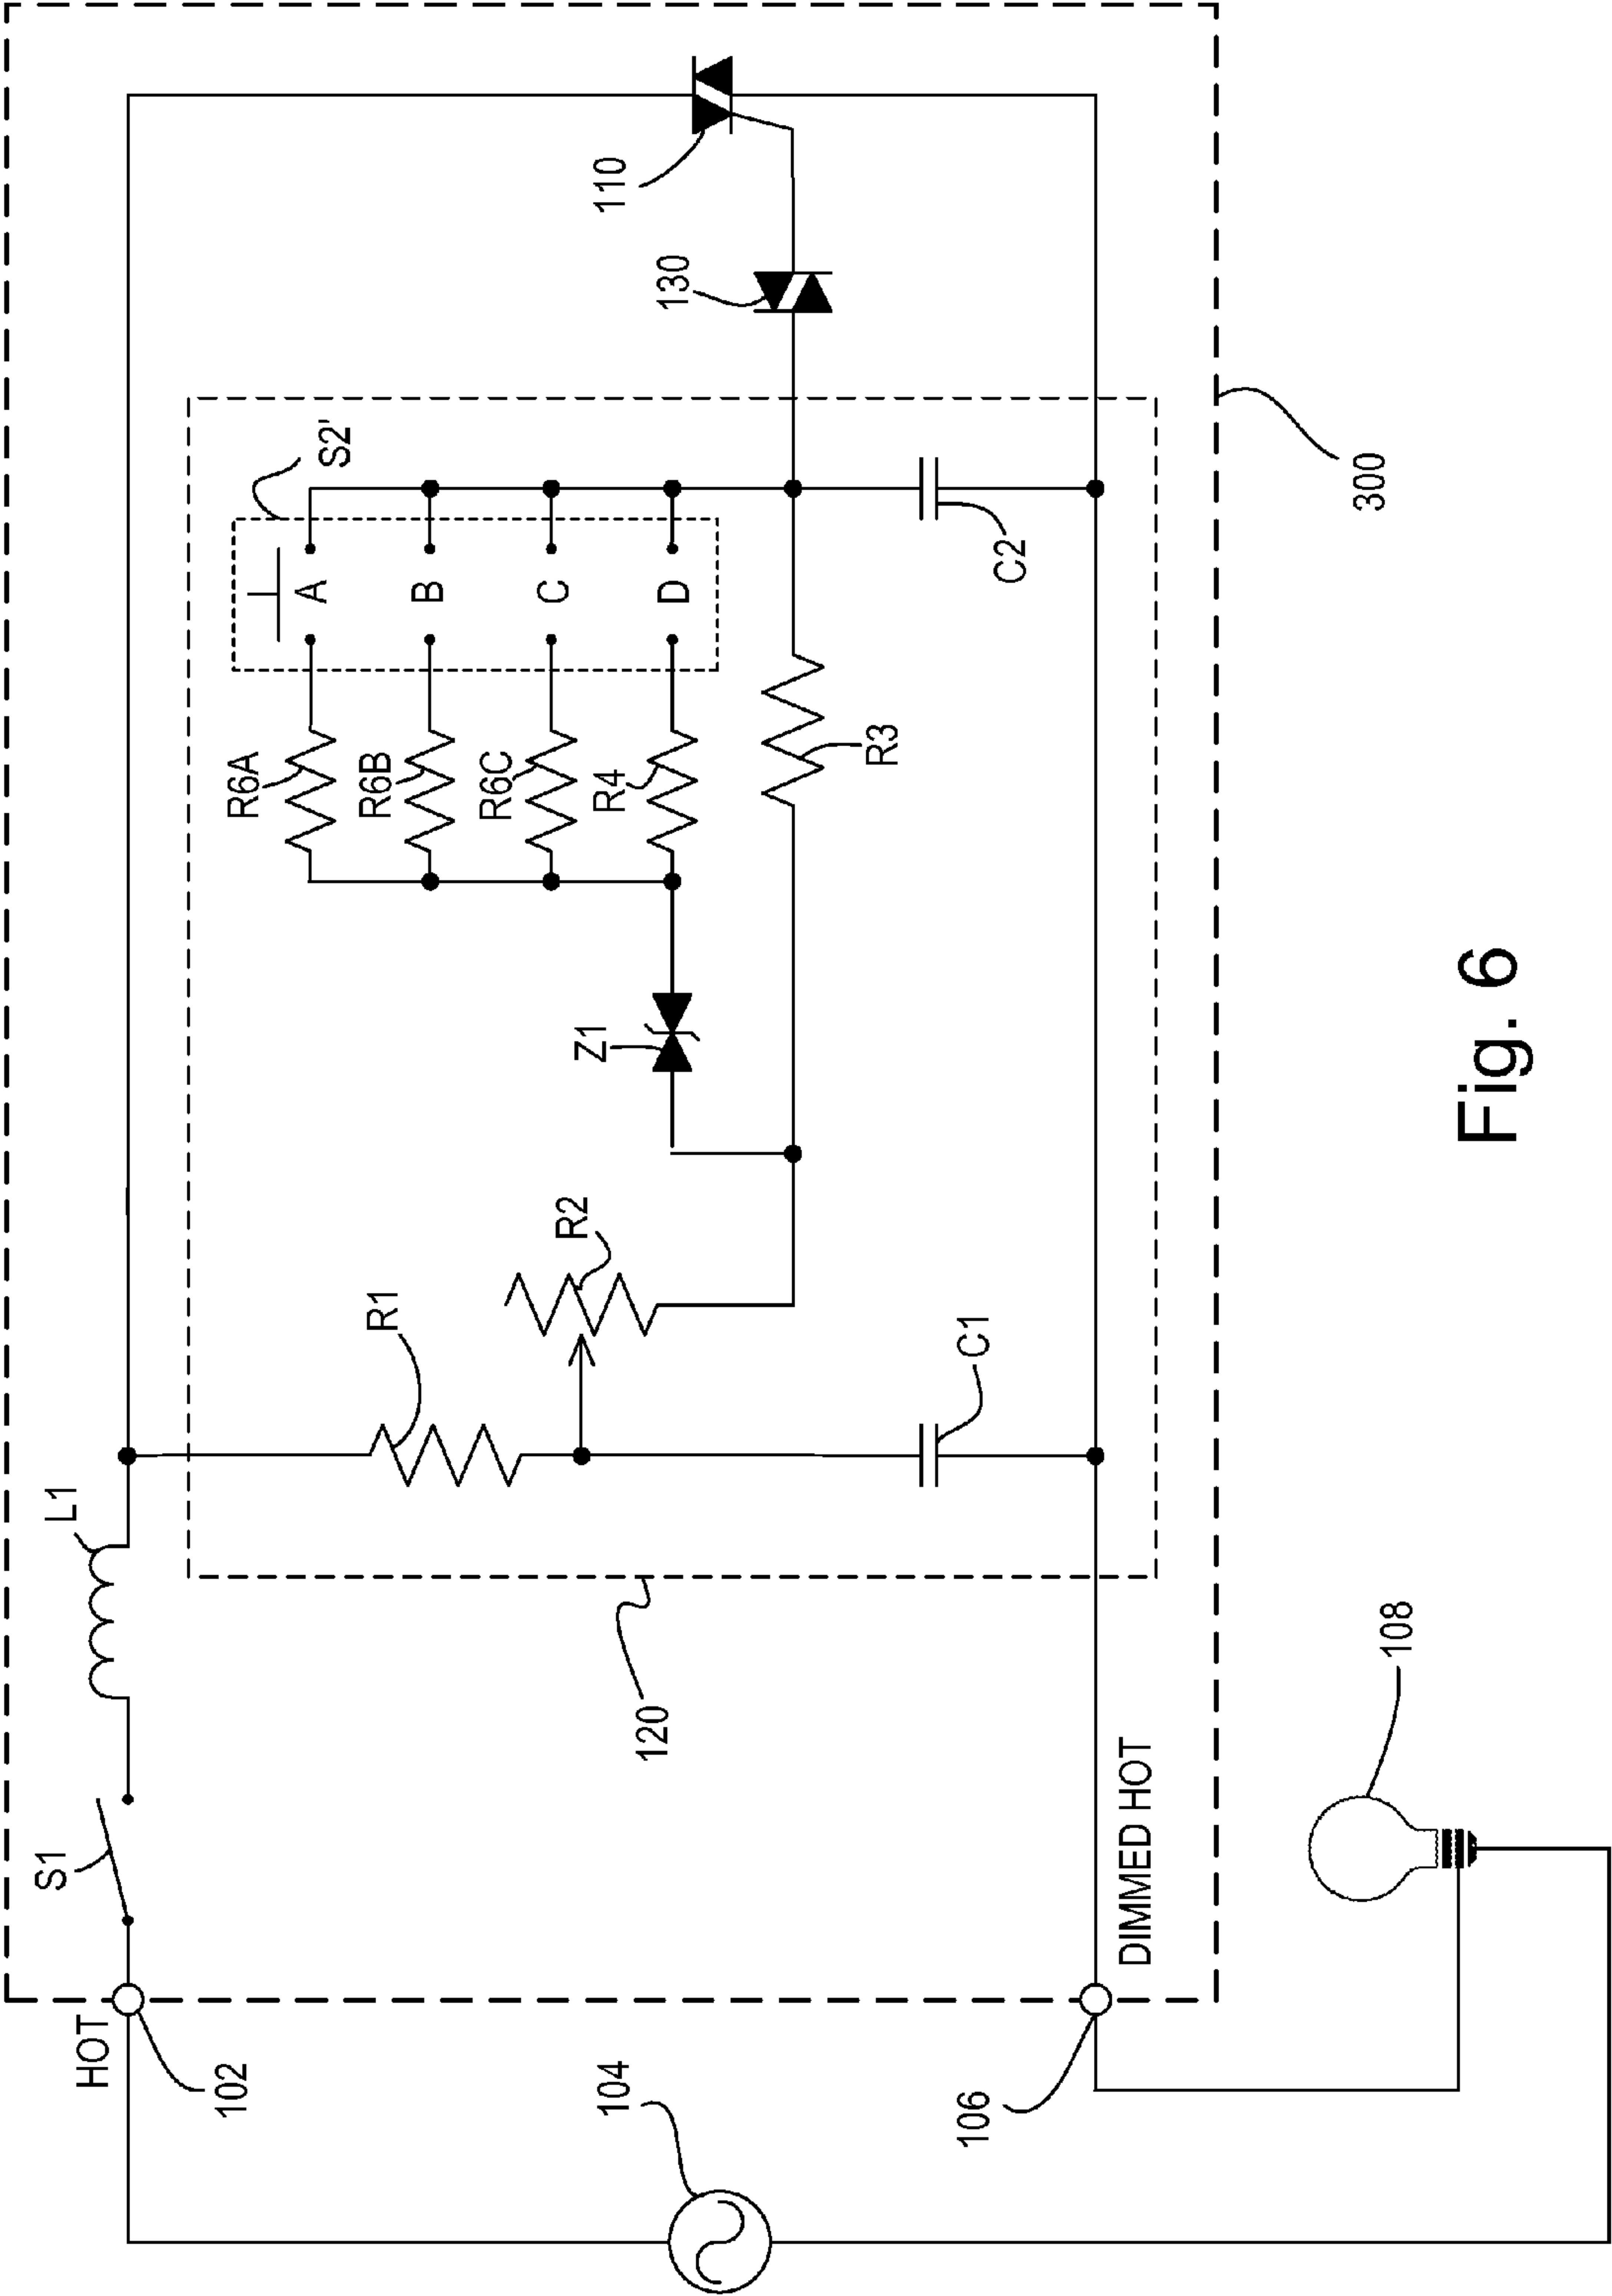 HOT
102
S1
L1
104
106
DIMMED HOT
108
120
R1
R2
C1
Z1
R6A
R6B
R6C
R4
R3
S2'
A
B
C
D
C2
130
110
300
Fig. 6